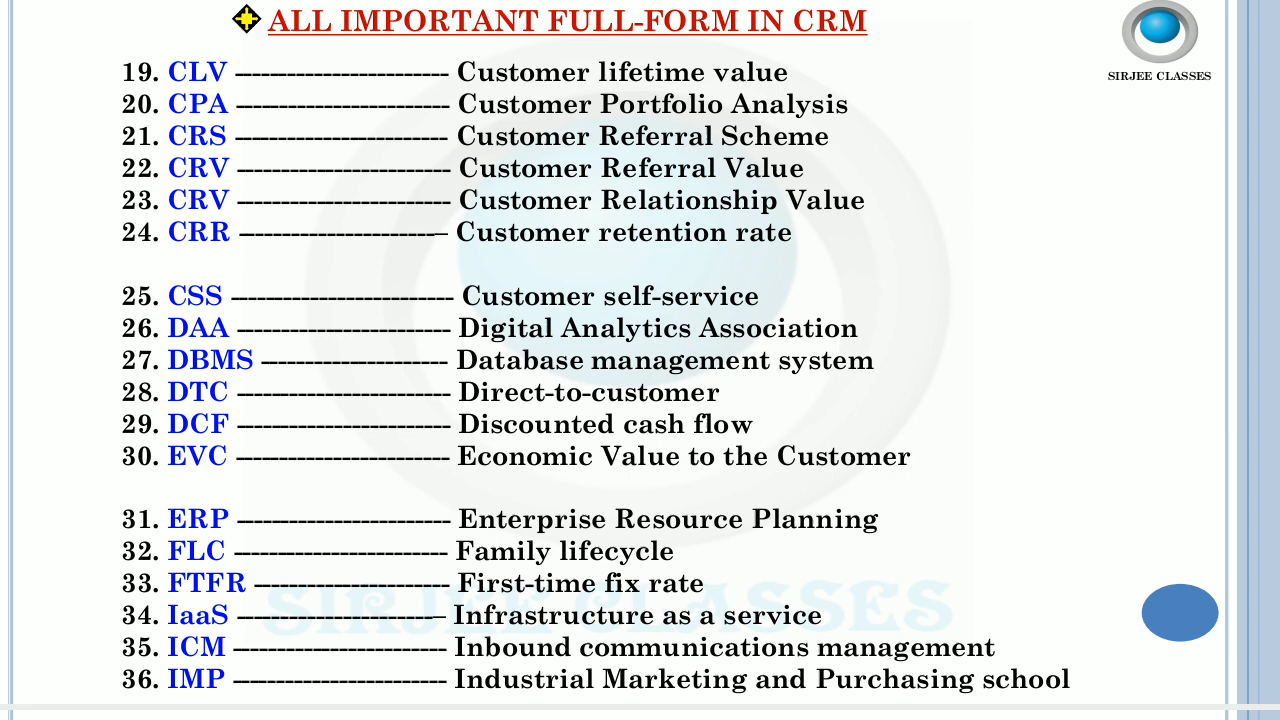 ALL IMPORTANT FULL-FORM IN CRM
SIRJEE CLASSES
19. CLV ------------------------ Customer lifetime value
20. CPA ------------------------ Customer Portfolio Analysis
21. CRS ------------------------ Customer Referral Scheme
22. CRV ------------------------ Customer Referral Value
23. CRV ------------------------ Customer Relationship Value
24. CRR ----------------------– Customer retention rate
25. CSS ------------------------- Customer self-service
26. DAA ------------------------ Digital Analytics Association
27. DBMS --------------------- Database management system
28. DTC ------------------------ Direct-to-customer
29. DCF ------------------------ Discounted cash flow
30. EVC ------------------------ Economic Value to the Customer
31. ERP ------------------------ Enterprise Resource Planning
32. FLC ------------------------ Family lifecycle
33. FTFR ---------------------- First-time fix rate
34. IaaS ----------------------– Infrastructure as a service
35. ICM ------------------------ Inbound communications management
36. IMP ------------------------ Industrial Marketing and Purchasing school
SIRJEE CLASSES